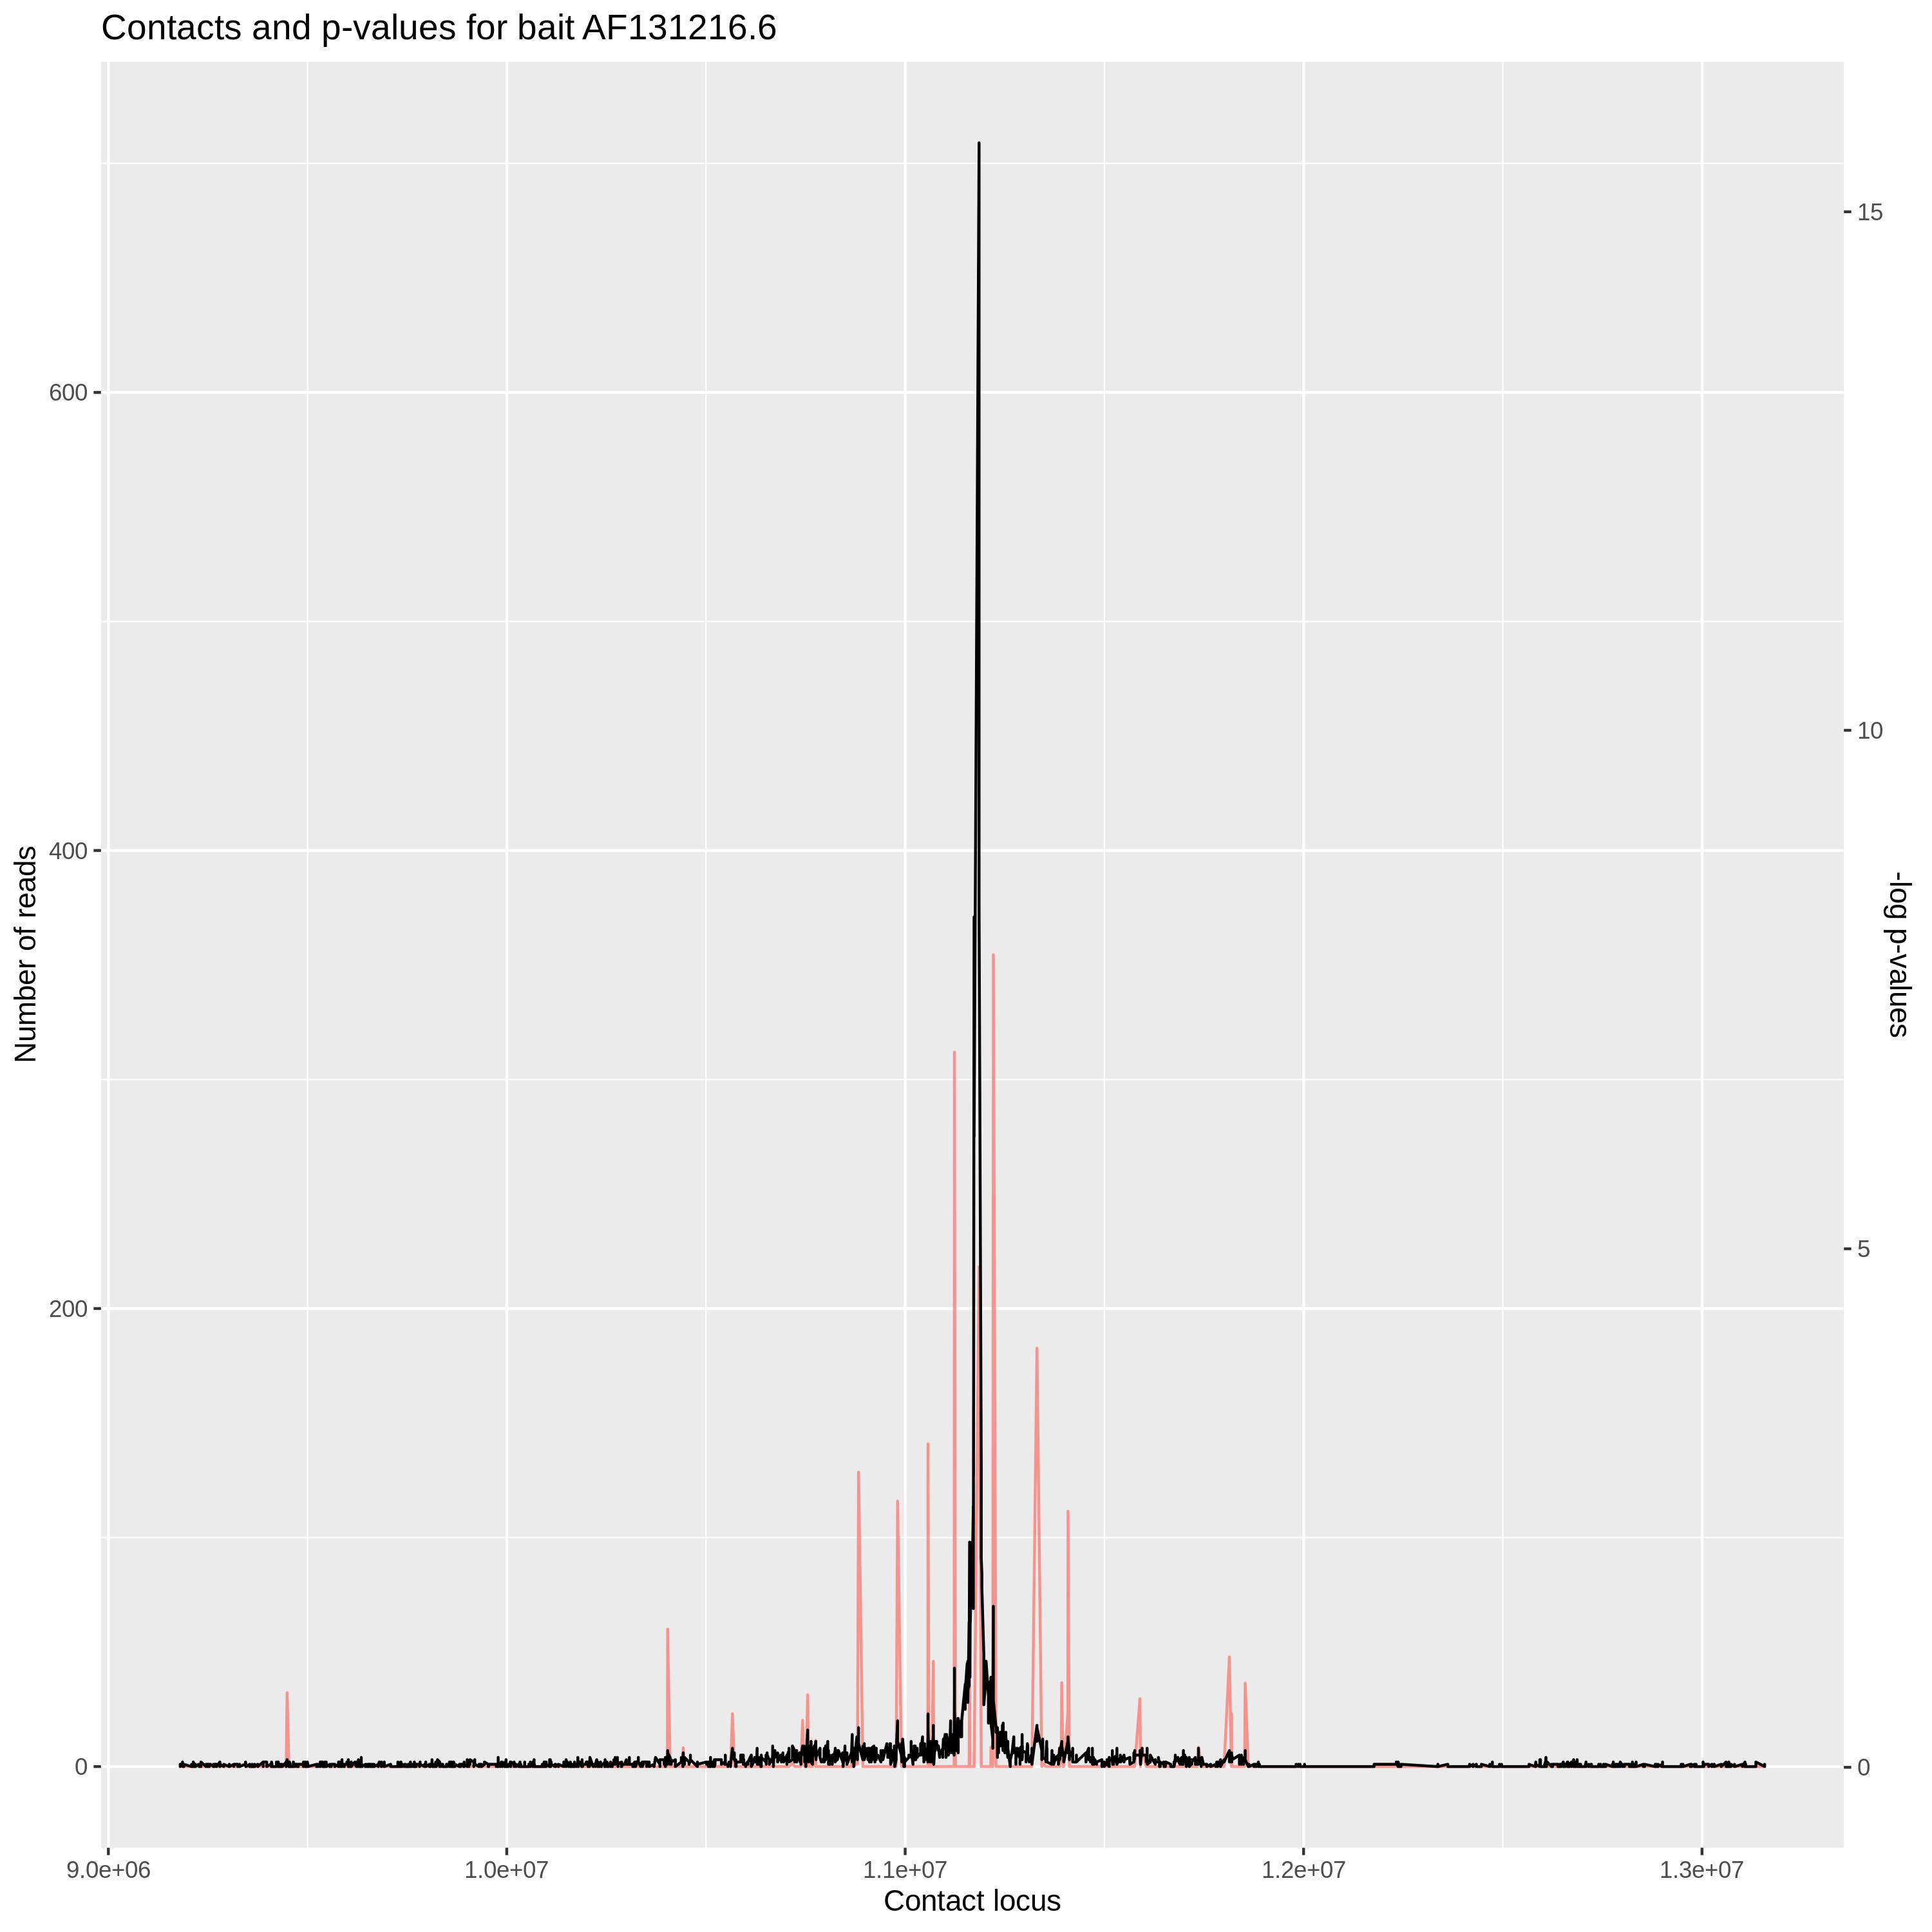 Contacts and p-values for bait AF131216.6
600
400
200
0
Number of reads
15
10
5
0
-log p-values
9.0e+06
1.0e+07
1.1e+07
1.2e+07
1.3e+07
Contact locus